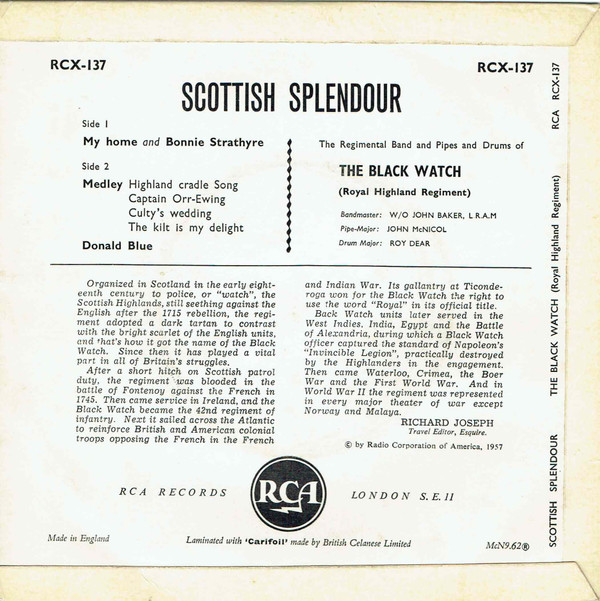 RCX-137
RCX-137
SCOTTISH SPLENDOUR
Side 1
My home and Bonnie Strathyre
Side 2
Medley Highland cradle Song
Captain Orr-Ewing
Culty's wedding
The kilt is my delight
Donald Blue
The Regimental Band and Pipes and Drums of
THE BLACK WATCH
(Royal Highland Regiment)
Bandmaster: W/O JOHN BAKER, L R.A.M
Pipe-Major: JOHN McNICOL
Drum Major: ROY DEAR
Organized in Scotland in the early eight-
eenth century to police, or "watch", the
Scottish Highlands, still seething against the
English after the 1715 rebellion, the regi-
ment adopted a dark tartan to contrast
with the bright scarlet of the English units,
and that's how it got the name of the Black
Watch. Since then it has played a vital
part in all of Britain's struggles.
After a short hitch on Scottish patrol
duty, the regiment was blooded in the
battle of Fontenoy against the French in
1745. Then came service in Ireland, and the
Black Watch became the 42nd regiment of
infantry. Next it sailed across the Atlantic
to reinforce British and American colonial
troops opposing the French in the French
and Indian War. Its gallantry at Ticonde-
roga won for the Black Watch the right to
use the word "Royal" in its official title.
Back Watch units later served in the
West Indies, India, Egypt and the Battle
of Alexandria, during which a Black Watch
officer captured the standard of Napoleon's
"Invincible Legion", practically destroyed
by the Highlanders in the engagement.
Then came Waterloo, Crimea, the Boer
War and the First World War. And in
World War II the regiment was represented
in every major theater of war except
Norway and Malaya.
RICHARD JOSEPH
Travel Editor, Esquire.
© by Radio Corporation of America, 1957
RCA RECORDS
RCA
LONDON S.E.11
Made in England
Laminated with 'Carifoil' made by British Celanese Limited
McN9.62®
SCOTTISH SPLENDOUR THE BLACK WATCH (Royal Highland Regiment) RCA RCX-137